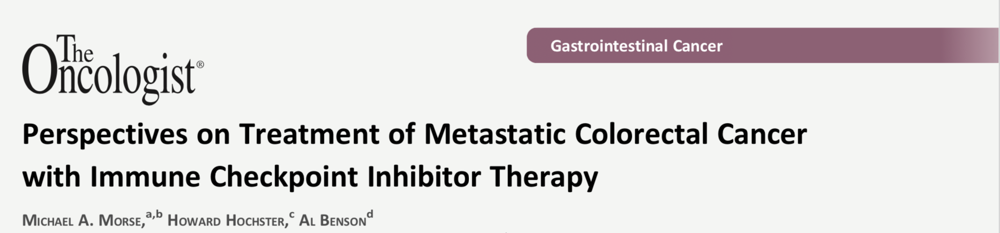 The
Oncologist®
Gastrointestinal Cancer
Perspectives on Treatment of Metastatic Colorectal Cancer
with Immune Checkpoint Inhibitor Therapy
MICHAEL A. MORSE,a,b HOWARD HOCHSTER,c AL BENSONd